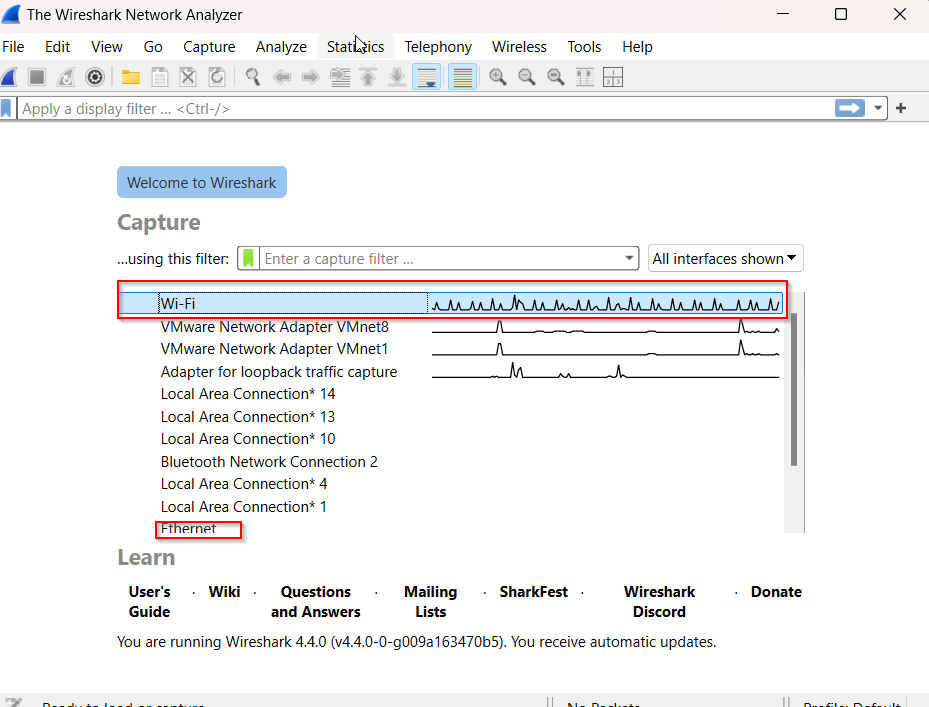 The Wireshark Network Analyzer
File Edit View Go Capture Analyze Statistics Telephony Wireless Tools Help
Apply a display filter ... <Ctrl-/>
Welcome to Wireshark
Capture
...using this filter: Enter a capture filter ... All interfaces shown
Wi-Fi
VMware Network Adapter VMnet8
VMware Network Adapter VMnet1
Adapter for loopback traffic capture
Local Area Connection* 14
Local Area Connection* 13
Local Area Connection* 10
Bluetooth Network Connection 2
Local Area Connection* 4
Local Area Connection* 1
Ethernet
Learn
User's Guide · Wiki · Questions and Answers · Mailing Lists · SharkFest · Wireshark Discord · Donate
You are running Wireshark 4.4.0 (v4.4.0-0-g009a163470b5). You receive automatic updates.
Ready to load or capture No Packets Profile: Default